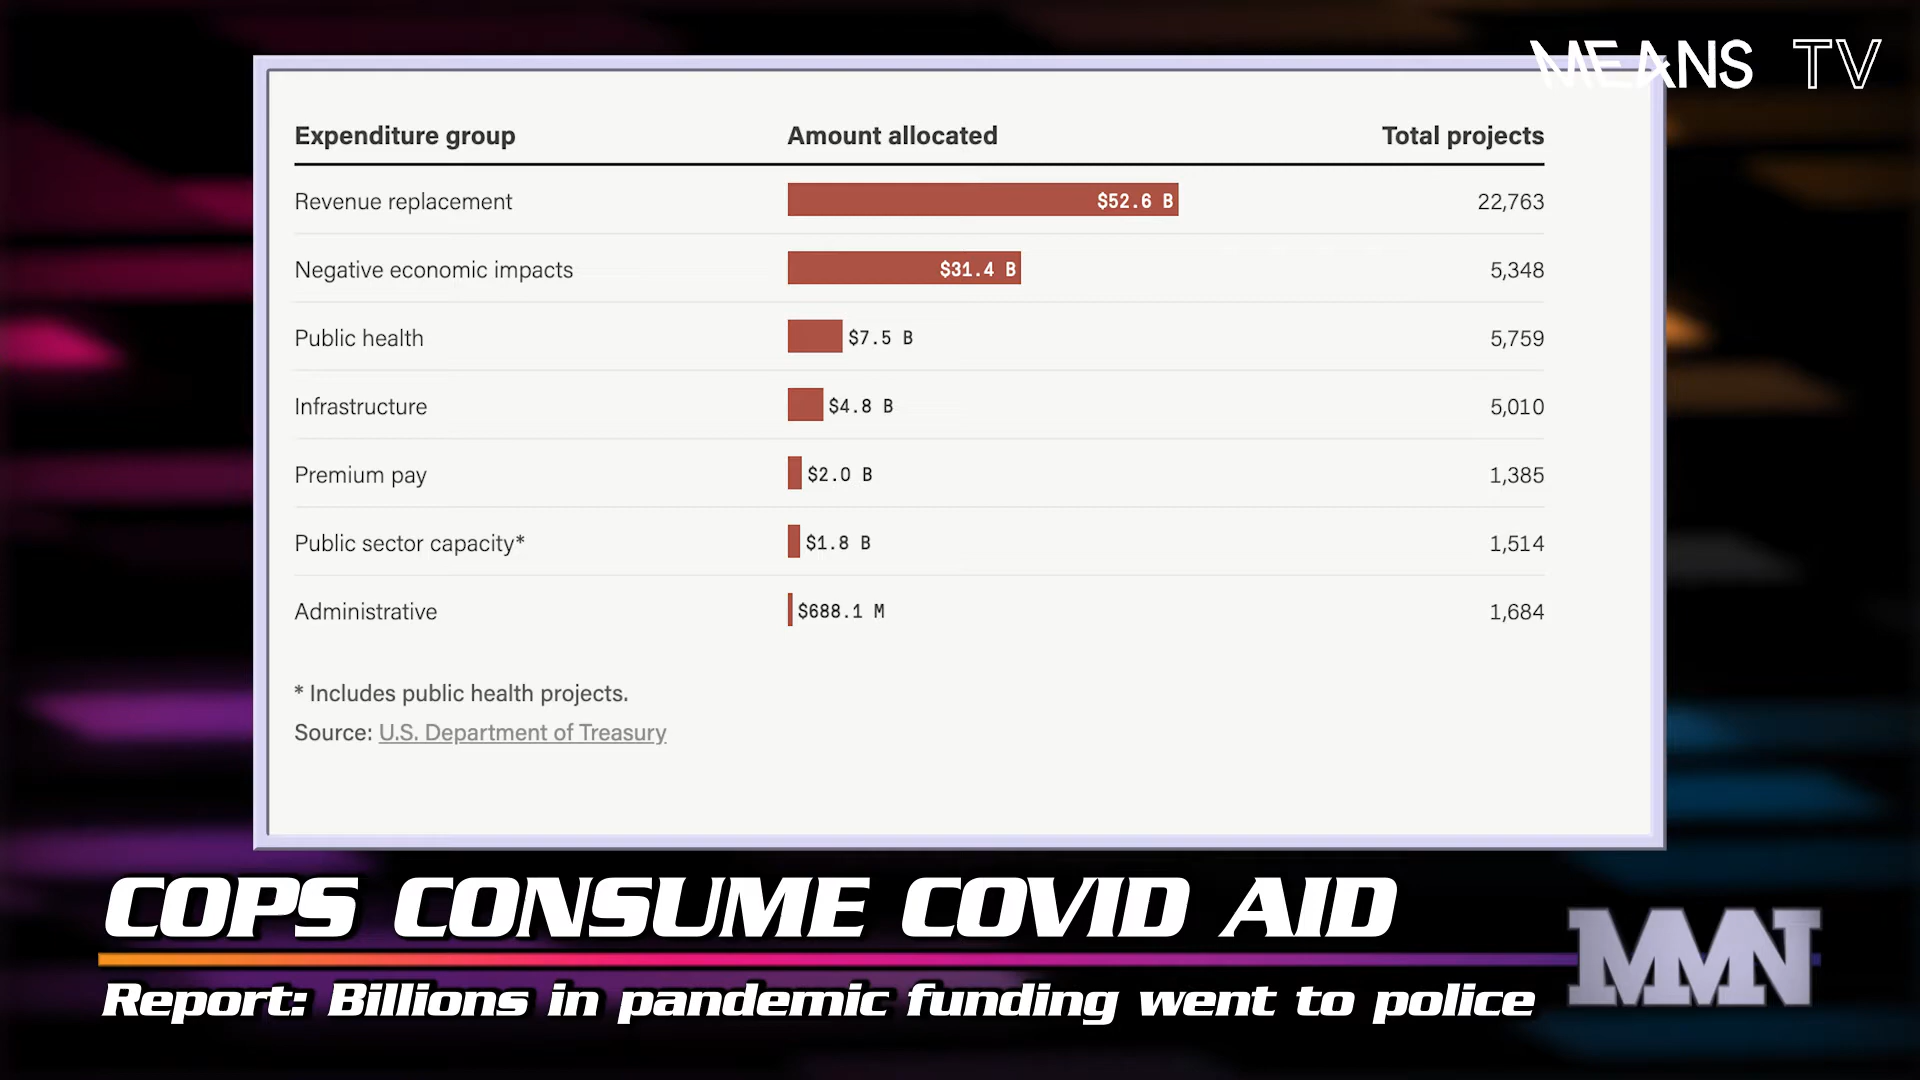 MEANS TV
Expenditure group Amount allocated Total projects
Revenue replacement $52.6 B 22,763
Negative economic impacts $31.4 B 5,348
Public health $7.5 B 5,759
Infrastructure $4.8 B 5,010
Premium pay $2.0 B 1,385
Public sector capacity* $1.8 B 1,514
Administrative $688.1 M 1,684
* Includes public health projects.
Source: U.S. Department of Treasury
COPS CONSUME COVID AID
Report: Billions in pandemic funding went to police
MMN